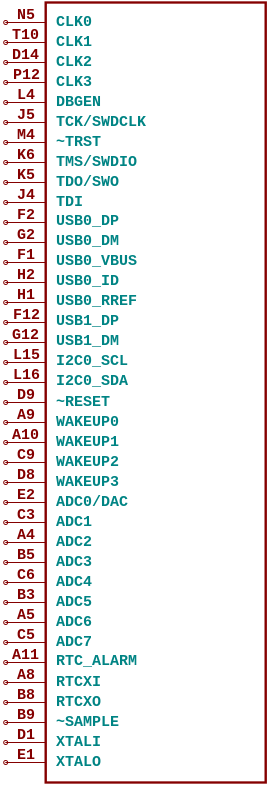 N5 CLK0
T10 CLK1
D14 CLK2
P12 CLK3
L4 DBGEN
J5 TCK/SWDCLK
M4 ~TRST
K6 TMS/SWDIO
K5 TDO/SWO
J4 TDI
F2 USB0_DP
G2 USB0_DM
F1 USB0_VBUS
H2 USB0_ID
H1 USB0_RREF
F12 USB1_DP
G12 USB1_DM
L15 I2C0_SCL
L16 I2C0_SDA
D9 ~RESET
A9 WAKEUP0
A10 WAKEUP1
C9 WAKEUP2
D8 WAKEUP3
E2 ADC0/DAC
C3 ADC1
A4 ADC2
B5 ADC3
C6 ADC4
B3 ADC5
A5 ADC6
C5 ADC7
A11 RTC_ALARM
A8 RTCXI
B8 RTCXO
B9 ~SAMPLE
D1 XTALI
E1 XTALO